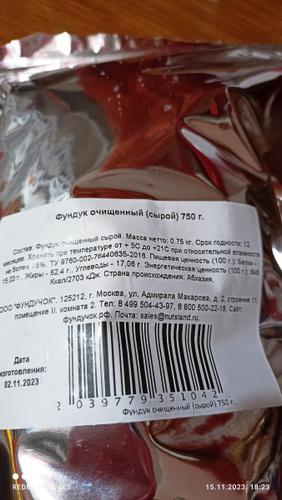 Фундук очищенный (сырой) 750 г.
Состав: Фундук очищенный сырой. Масса нетто: 0,75 кг. Срок годности: 12
месяцев. Хранить при температуре от + 5С до +21С при относительной влажности
не более 75%. ТУ 9760-002-76440635-2016. Пищевая ценность (100 г.): Белки –
15,03 г., Жиры - 62,4 г., Углеводы - 17,06 г. Энергетическая ценность (100 г.): 646
Ккал/2703 кДж. Страна происхождения, Абхазия.
ООО "ФУНДУЧОК", 125212, г. Москва, ул. Адмирала Макарова, д. 2, строение
помещение II, комната 2. Тел: 8 499 504-43-97, 8 800 500-22-18. Сайт:
фундучок.рф. Почта: sales@nutsland.ru.
Дата
изготовления:
02.11.2023
2 039779 351042
Фундук очищенный (сырой) 750 г.
15.11.2023, 18:23